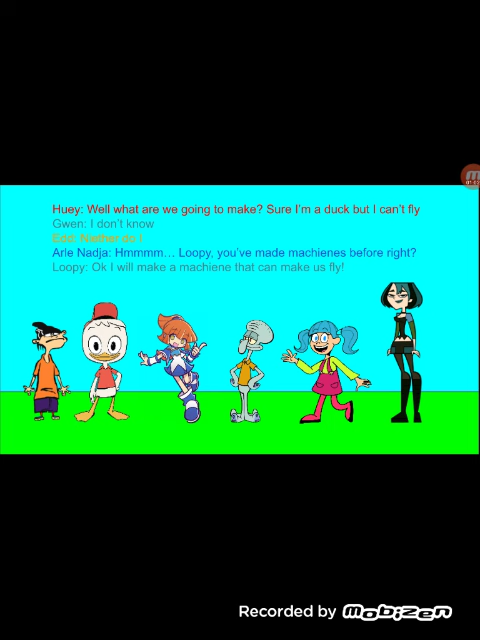 Huey: Well what are we going to make? Sure I'm a duck but I can't fly
Gwen: I don't know
Edd: Neither do I
Arle Nadja: Hmmmm... Loopy, you've made machienes before right?
Loopy: Ok I will make a machiene that can make us fly!
Recorded by mobizen